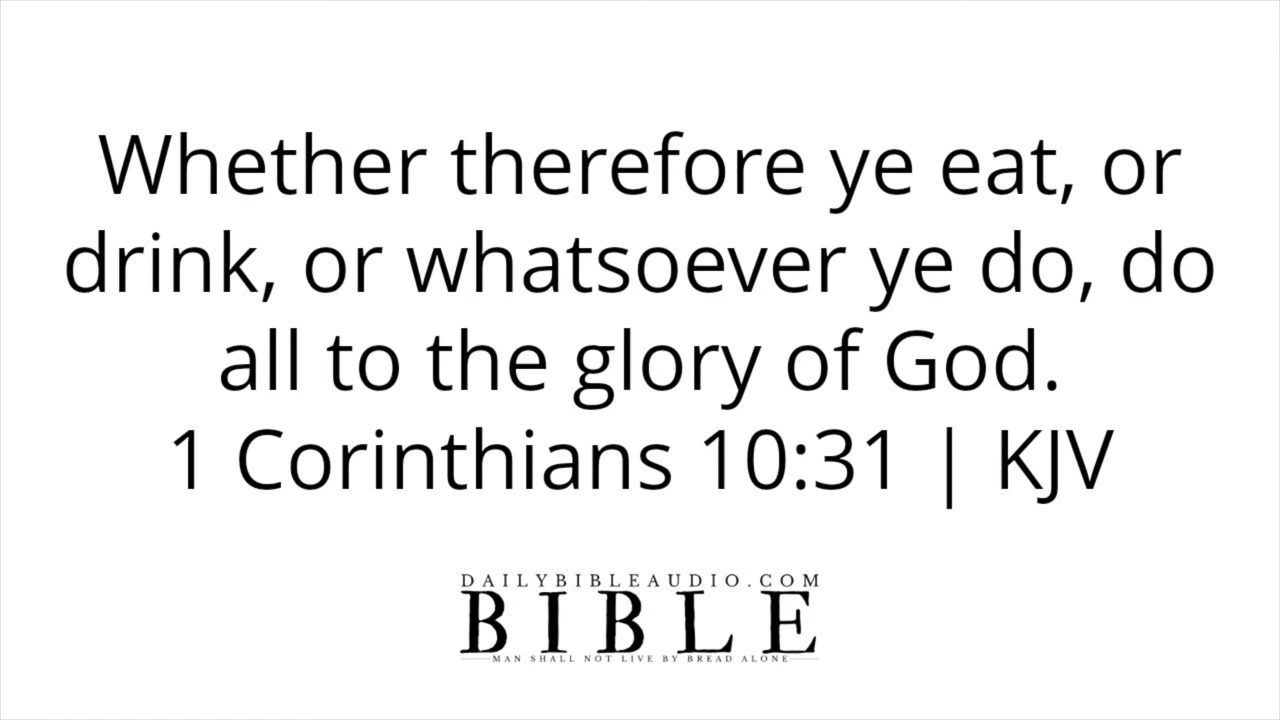 Whether therefore ye eat, or
drink, or whatsoever ye do, do
all to the glory of God.
1 Corinthians 10:31 | KJV
DAILYBIBLEAUDIO.COM
BIBLE
MAN SHALL NOT LIVE BY BREAD ALONE